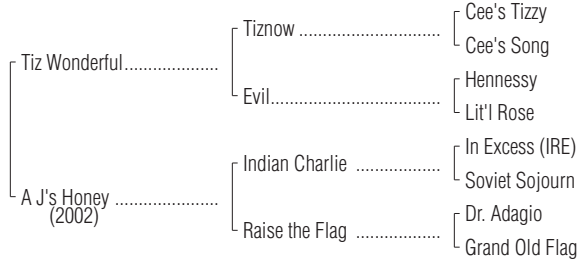 Cee's Tizzy
Tiznow ..............................
Cee's Song
Tiz Wonderful....................
Hennessy
Evil....................................
Lit'l Rose
In Excess (IRE)
Indian Charlie ..................
Soviet Sojourn
A J's Honey ......................
(2002)
Dr. Adagio
Raise the Flag ..................
Grand Old Flag